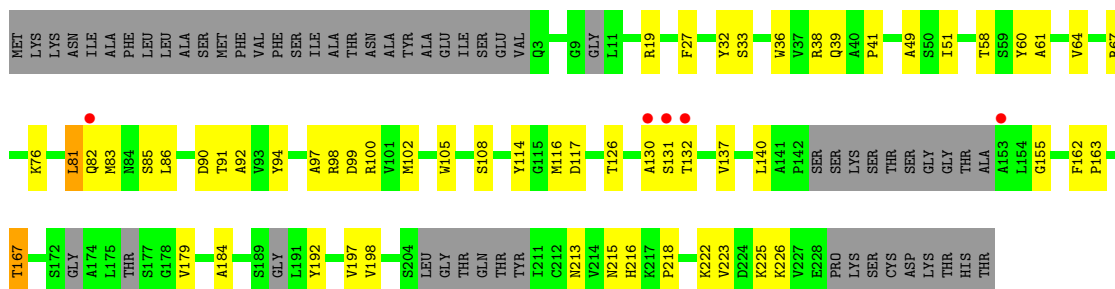 MET LYS LYS ASN ILE ALA PHE LEU LEU ALA SER MET PHE VAL PHE SER ILE ALA THR ASN ALA TYR ALA GLU ILE SER GLU VAL Q3 G9 GLY L11 R19 F27 Y32 S33 W36 V37 R38 Q39 A40 P41 A49 S50 I51 T58 S59 Y60 A61 V64
K76 L81 Q82 M83 N84 S85 L86 D90 T91 A92 V93 Y94 A97 R98 D99 R100 V101 M102 W105 S108 Y114 G115 M116 D117 T126 A130 S131 T132 V137 L140 A141 P142 SER SER LYS SER THR SER GLY GLY THR ALA A153 L154 G155 F162 P163
T167 S172 GLY A174 L175 THR S177 G178 V179 A184 S189 GLY L191 Y192 V197 V198 S204 LEU GLY THR GLN THR TYR I211 C212 N213 V214 N215 H216 K217 P218 K222 V223 D224 K225 K226 V227 E228 PRO LYS SER CYS ASP LYS THR HIS THR